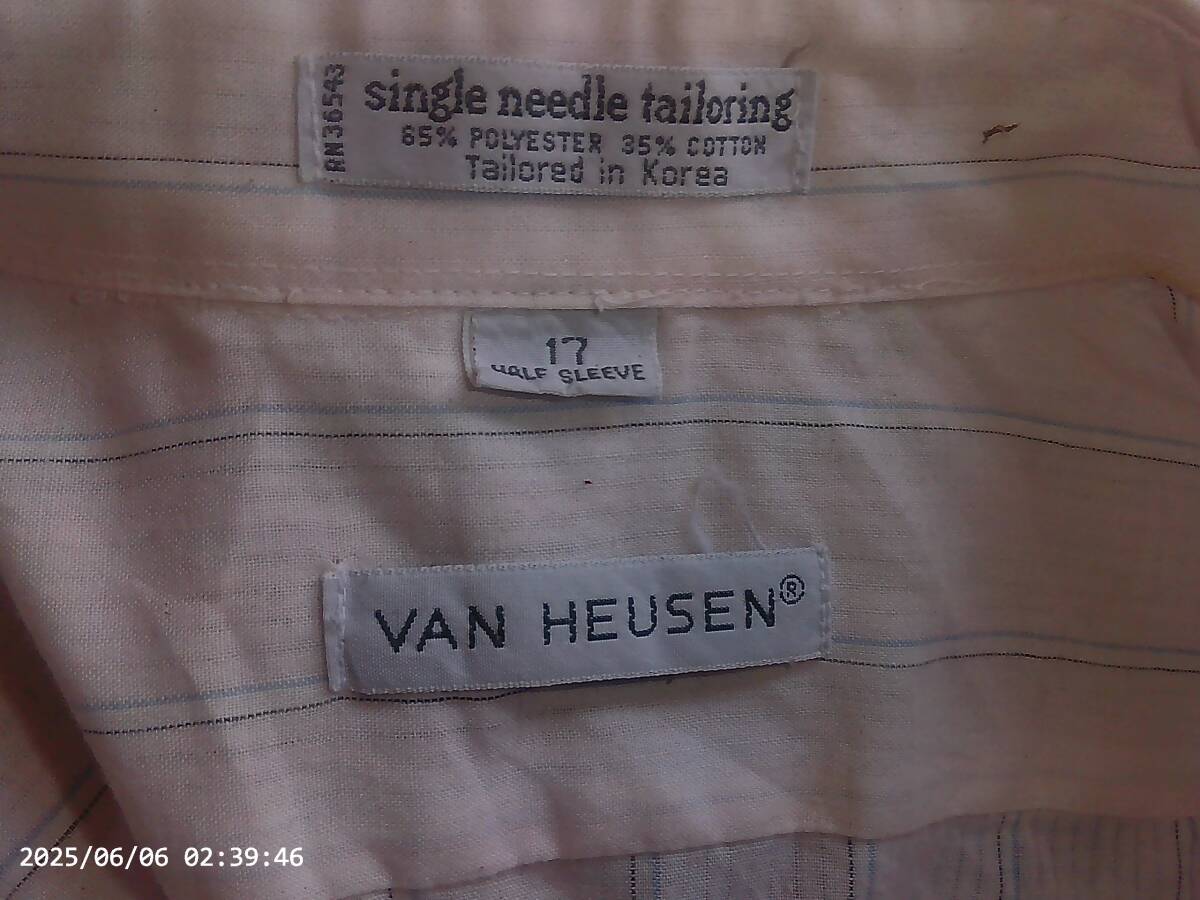 RN36543
single needle tailoring
65% POLYESTER 35% COTTON
Tailored in Korea
17
HALF SLEEVE
VAN HEUSEN®
2025/06/06 02:39:46